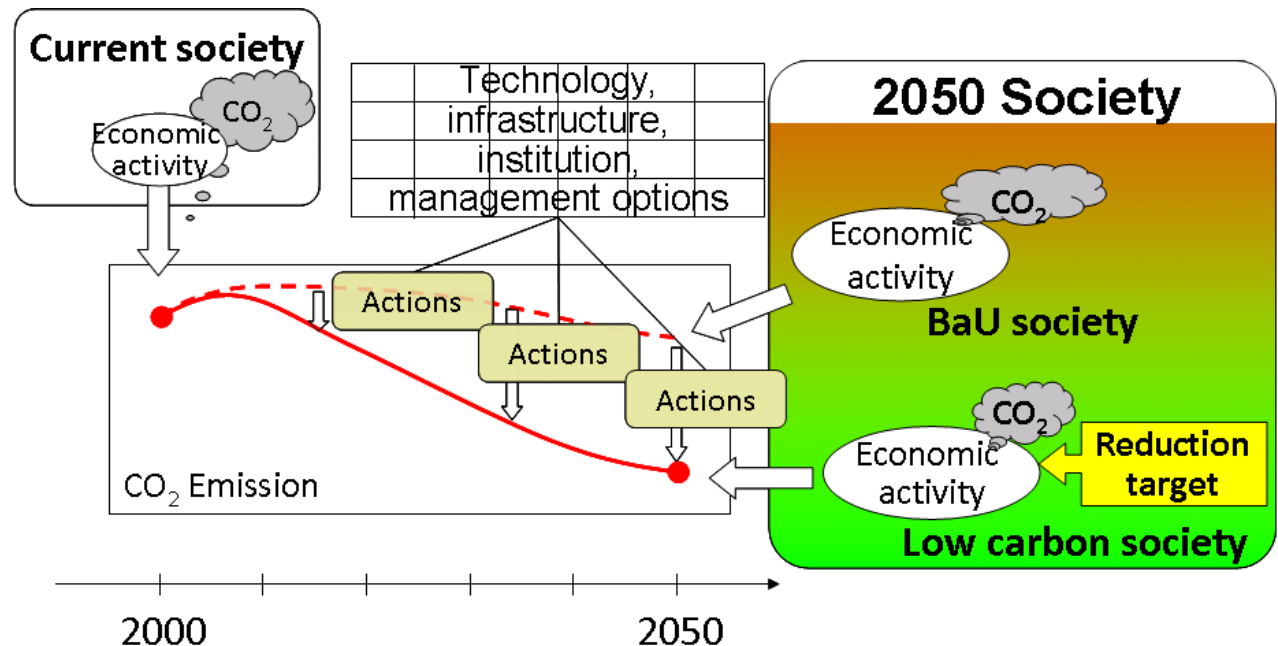 Current society
CO2
Economic
activity
Technology,
infrastructure,
institution,
management options
2050 Society
CO2
Economic
activity
BaU society
Actions
Actions
Actions
CO2
Economic
activity
Reduction
target
Low carbon society
CO2 Emission
2000
2050